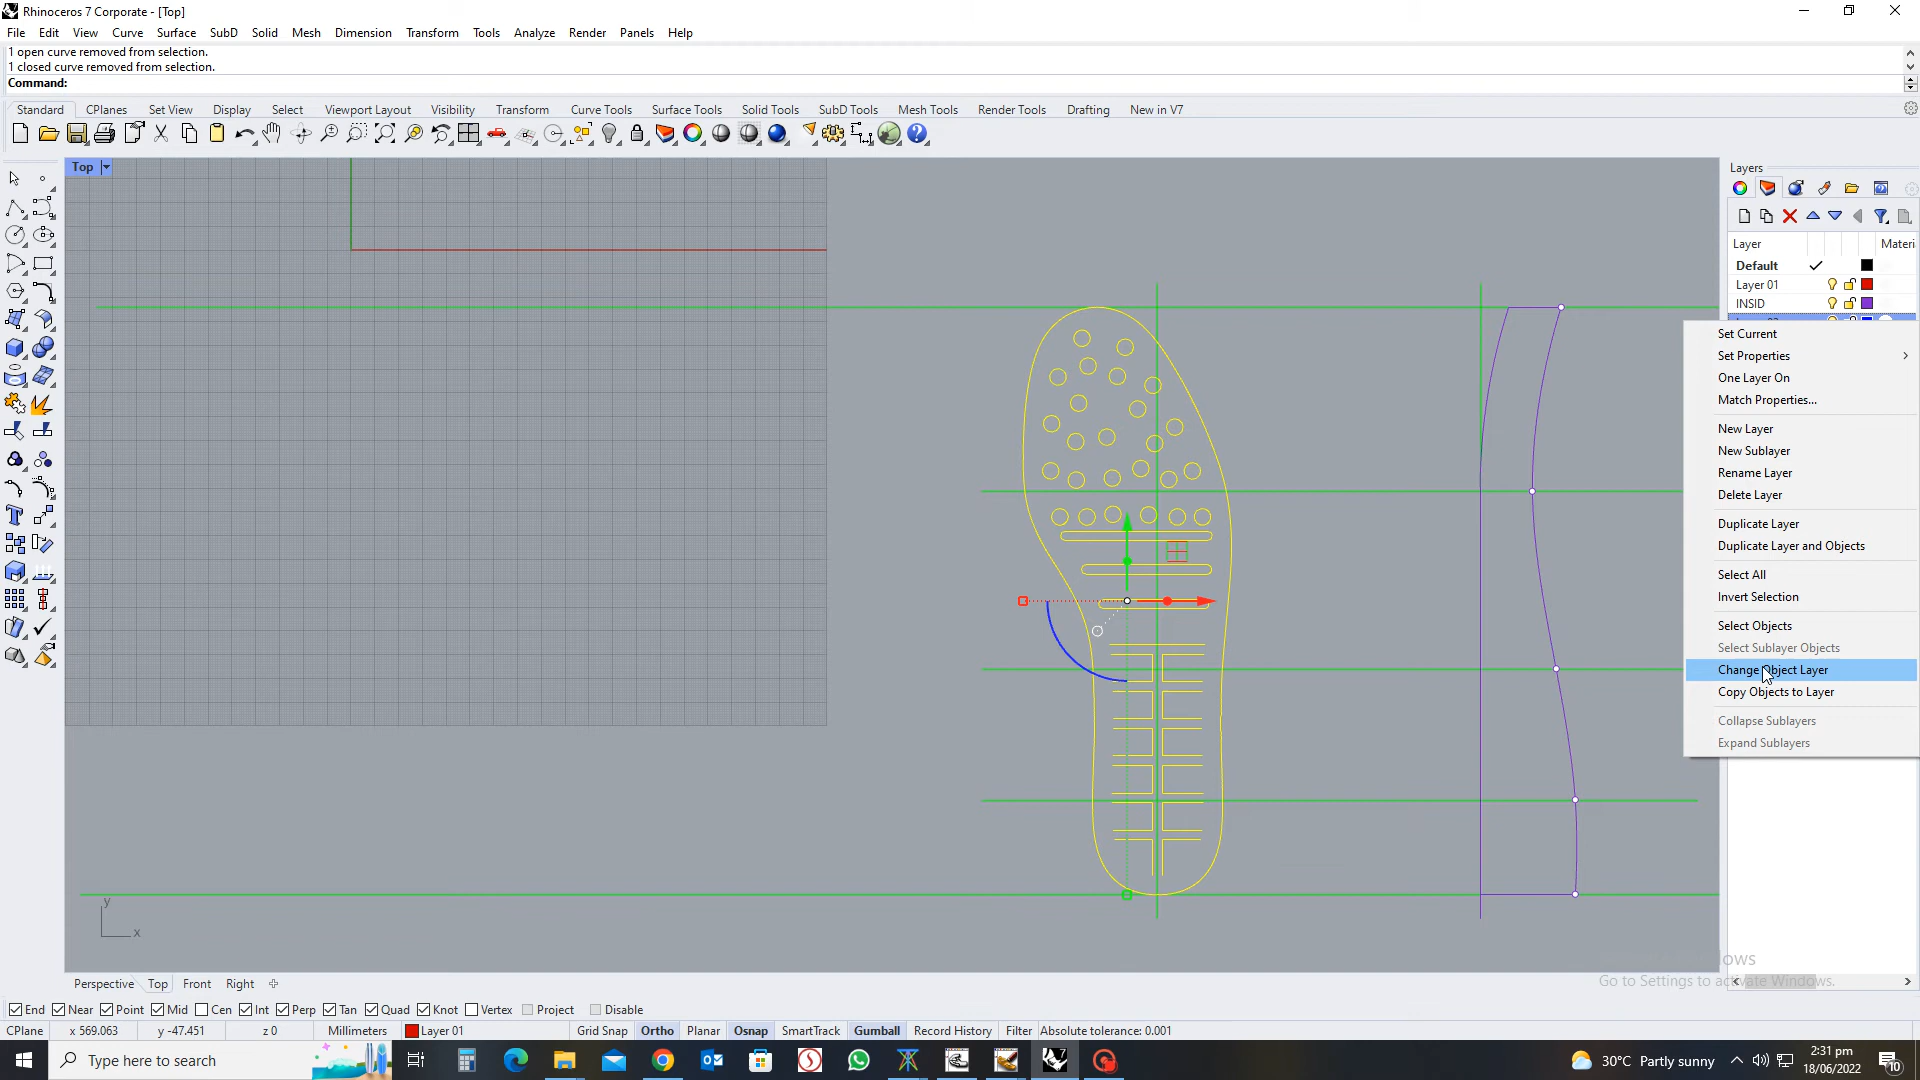 Rhinoceros 7 Corporate - [Top]
File Edit View Curve Surface SubD Solid Mesh Dimension Transform Tools Analyze Render Panels Help
1 open curve removed from selection.
1 closed curve removed from selection.
Command:
Standard CPlanes Set View Display Select Viewport Layout Visibility Transform Curve Tools Surface Tools Solid Tools SubD Tools Mesh Tools Render Tools Drafting New in V7
Top
Layers
Layer Materi
Default
Layer 01
INSID
Set Current
Set Properties
One Layer On
Match Properties...
New Layer
New Sublayer
Rename Layer
Delete Layer
Duplicate Layer
Duplicate Layer and Objects
Select All
Invert Selection
Select Objects
Select Sublayer Objects
Change Object Layer
Copy Objects to Layer
Collapse Sublayers
Expand Sublayers
y
x
Go to Settings to activate Windows.
Perspective Top Front Right
End Near Point Mid Cen Int Perp Tan Quad Knot Vertex Project Disable
CPlane x 569.063 y -47.451 z 0 Millimeters Layer 01 Grid Snap Ortho Planar Osnap SmartTrack Gumball Record History Filter Absolute tolerance: 0.001
Type here to search
30°C Partly sunny
2:31 pm
18/06/2022
10